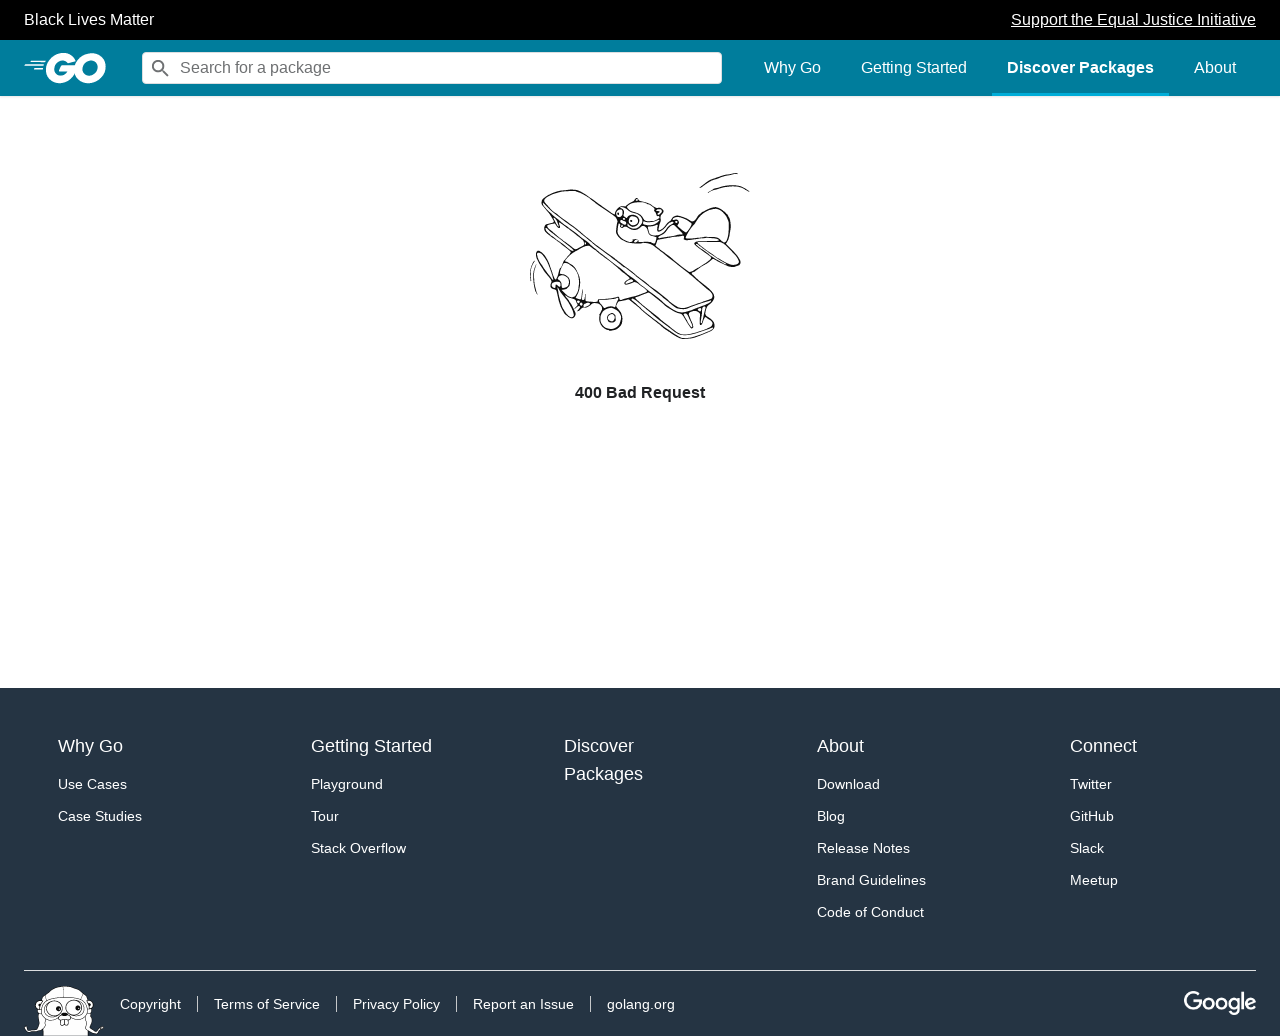 Black Lives Matter
Support the Equal Justice Initiative
GO
Search for a package
Why Go
Getting Started
Discover Packages
About
400 Bad Request
Why Go
Use Cases
Case Studies
Getting Started
Playground
Tour
Stack Overflow
Discover
Packages
About
Download
Blog
Release Notes
Brand Guidelines
Code of Conduct
Connect
Twitter
GitHub
Slack
Meetup
Copyright
Terms of Service
Privacy Policy
Report an Issue
golang.org
Google